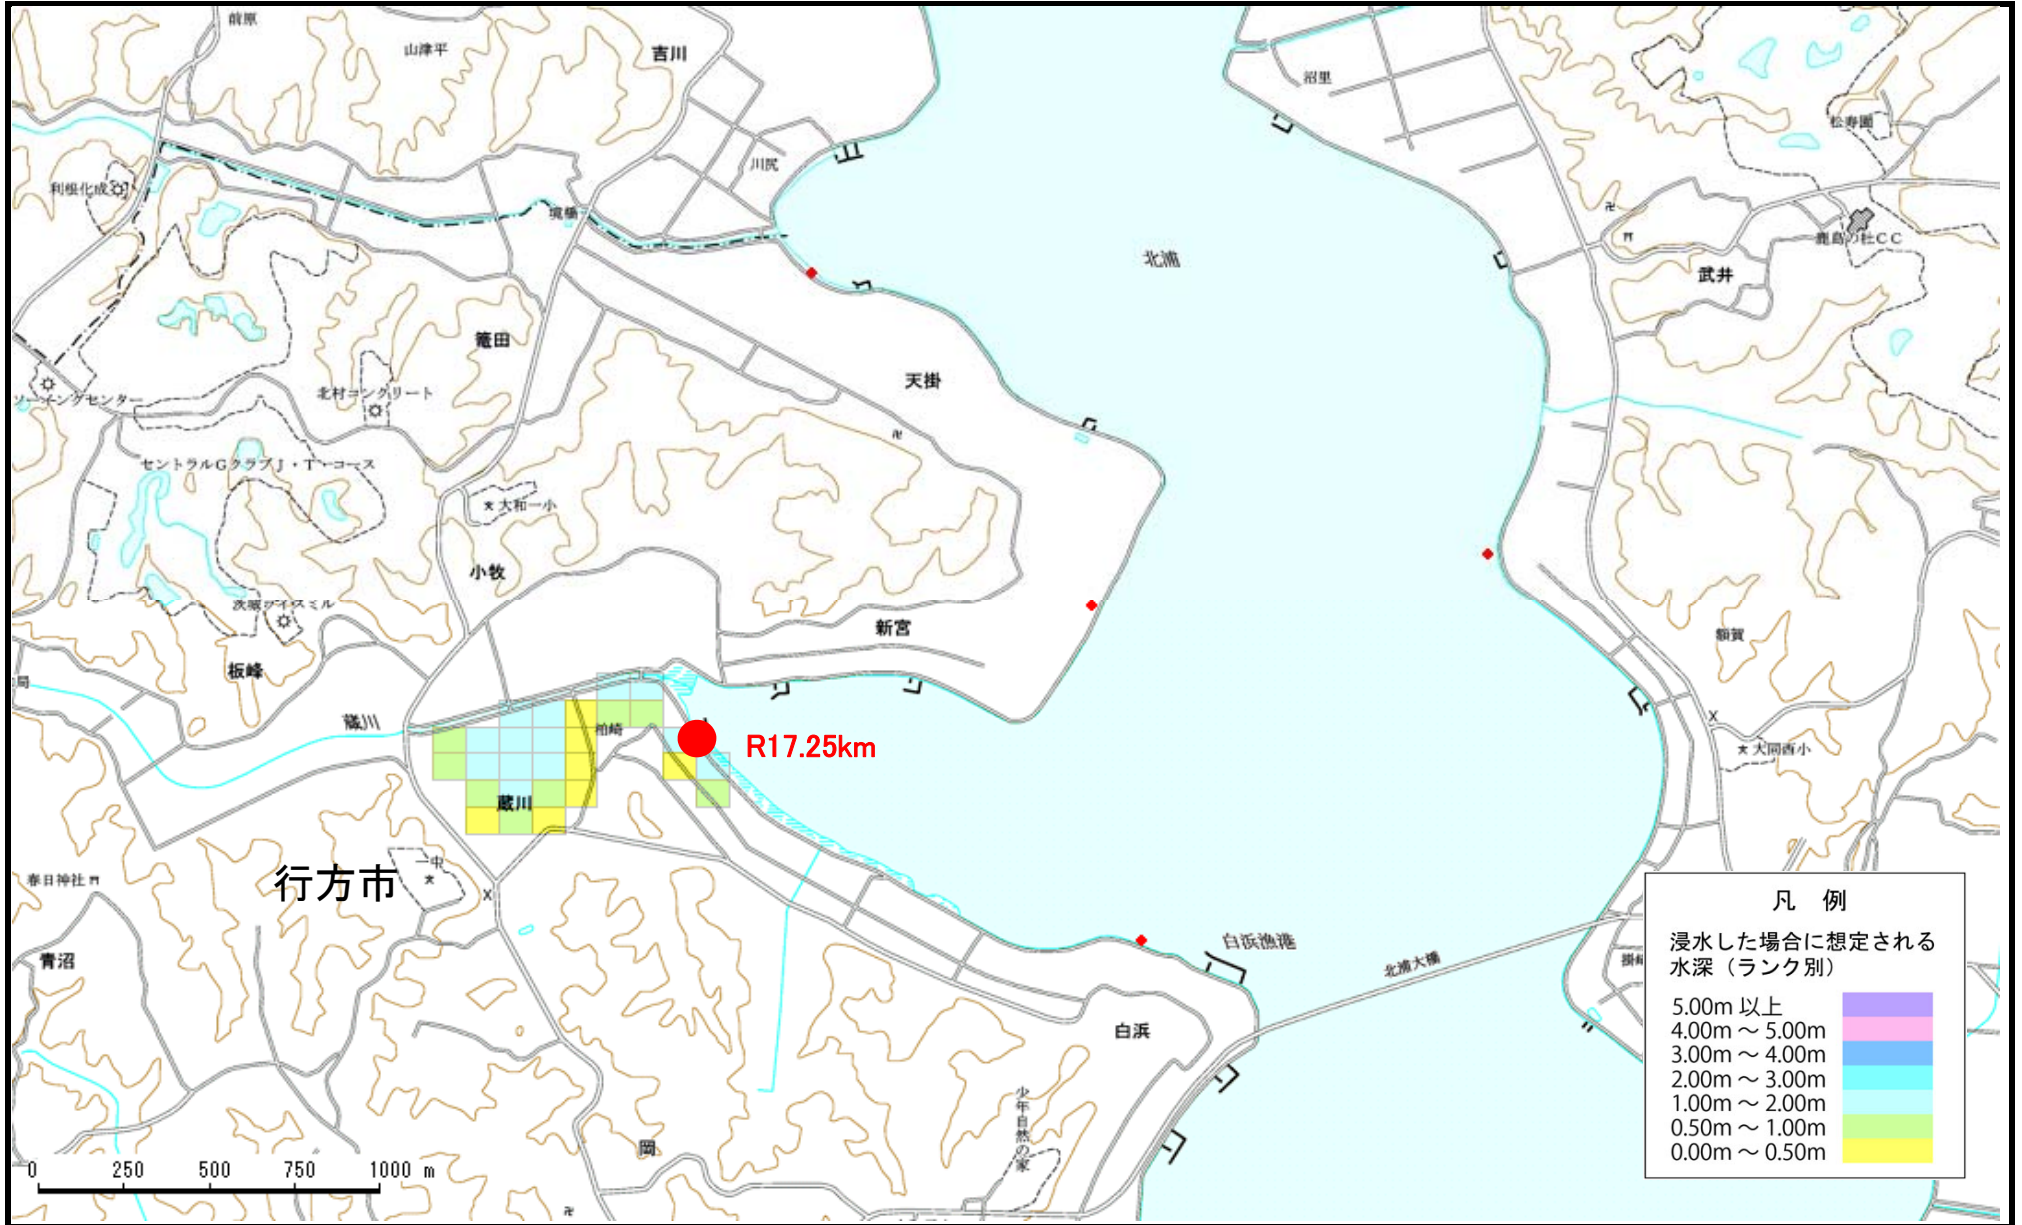 前原
山津平
吉川
沼里
松寿園
川尻
利根化成
境橋
鹿島の杜CC
北浦
武井
篭田
天掛
北村コンクリート
ソーイングセンター
セントラルGクラブJ・T・コース
大和一小
小牧
茨城ライスミル
新宮
額賀
板峰
局
蔵川
柏崎
R17.25km
大同西小
蔵川
一中
行方市
春日神社
青沼
白浜漁港
北浦大橋
白浜
少年自然の家
岡
0 250 500 750 1000 m
凡 例
浸水した場合に想定される
水深(ランク別)
5.00m 以上
4.00m ~ 5.00m
3.00m ~ 4.00m
2.00m ~ 3.00m
1.00m ~ 2.00m
0.50m ~ 1.00m
0.00m ~ 0.50m